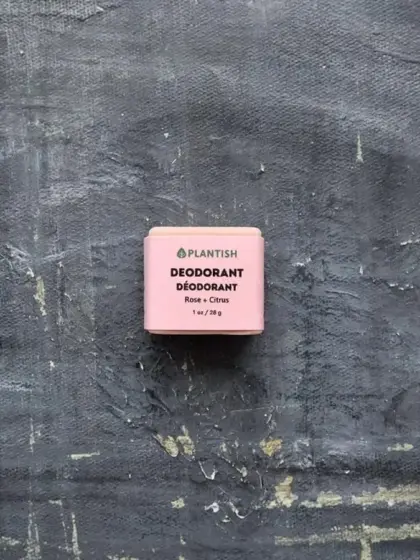 PLANTISH
DEODORANT
DÉODORANT
Rose + Citrus
1 oz / 28 g